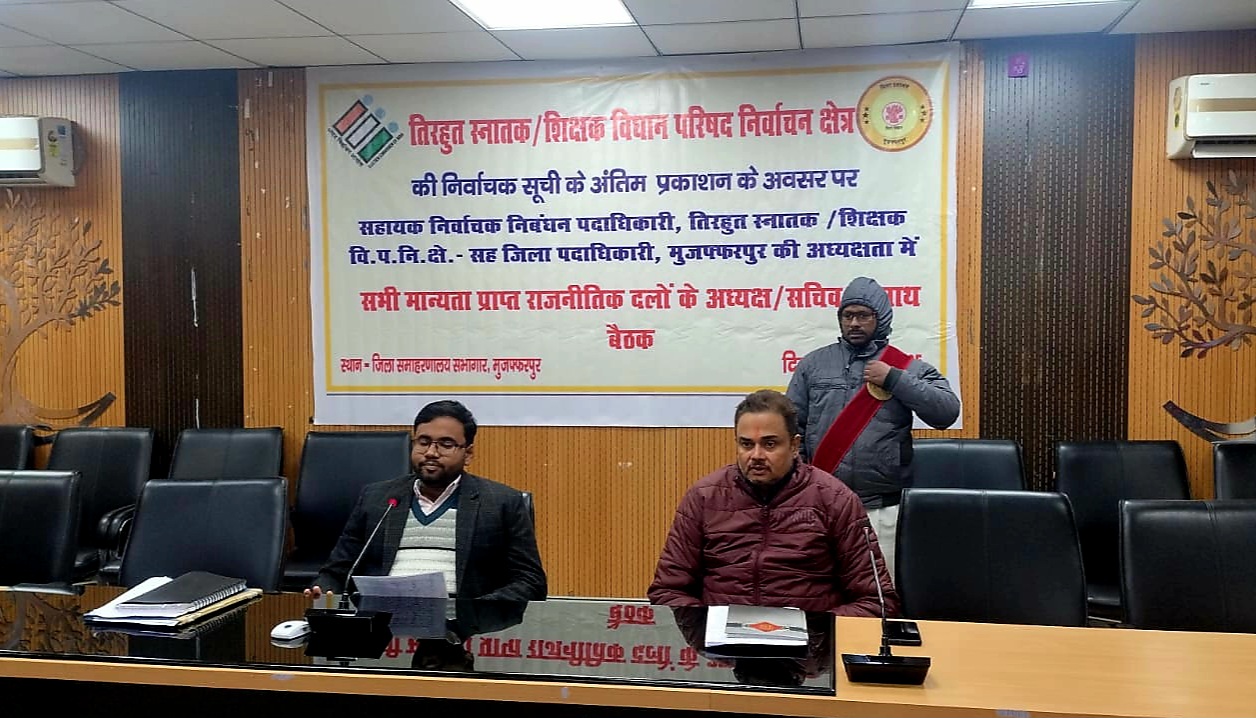 तिरहुत स्नातक/शिक्षक विधान परिषद निर्वाचन क्षेत्र
की निर्वाचक सूची के अंतिम प्रकाशन के अवसर पर
सहायक निर्वाचक निबंधन पदाधिकारी, तिरहुत स्नातक /शिक्षक
वि.प.नि.क्षे.- सह जिला पदाधिकारी, मुजफ्फरपुर की अध्यक्षता में
सभी मान्यता प्राप्त राजनीतिक दलों के अध्यक्ष/सचिव
बैठक
स्थान = जिला समाहरणालय सभागार, मुजफ्फरपुर